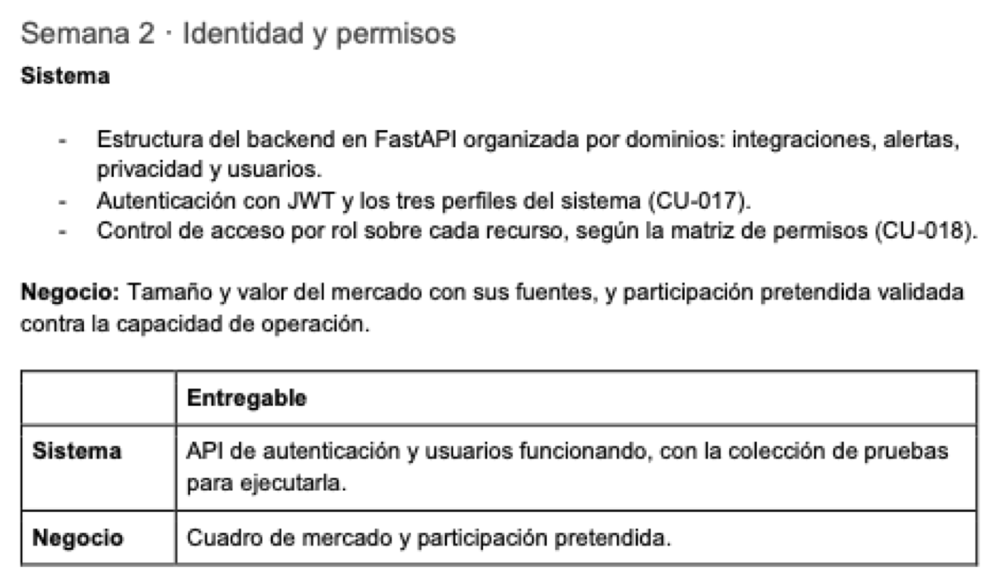 Semana 2 · Identidad y permisos
Sistema
- Estructura del backend en FastAPI organizada por dominios: integraciones, alertas,
privacidad y usuarios.
- Autenticación con JWT y los tres perfiles del sistema (CU-017).
- Control de acceso por rol sobre cada recurso, según la matriz de permisos (CU-018).
Negocio: Tamaño y valor del mercado con sus fuentes, y participación pretendida validada
contra la capacidad de operación.
Entregable
Sistema API de autenticación y usuarios funcionando, con la colección de pruebas
para ejecutarla.
Negocio Cuadro de mercado y participación pretendida.